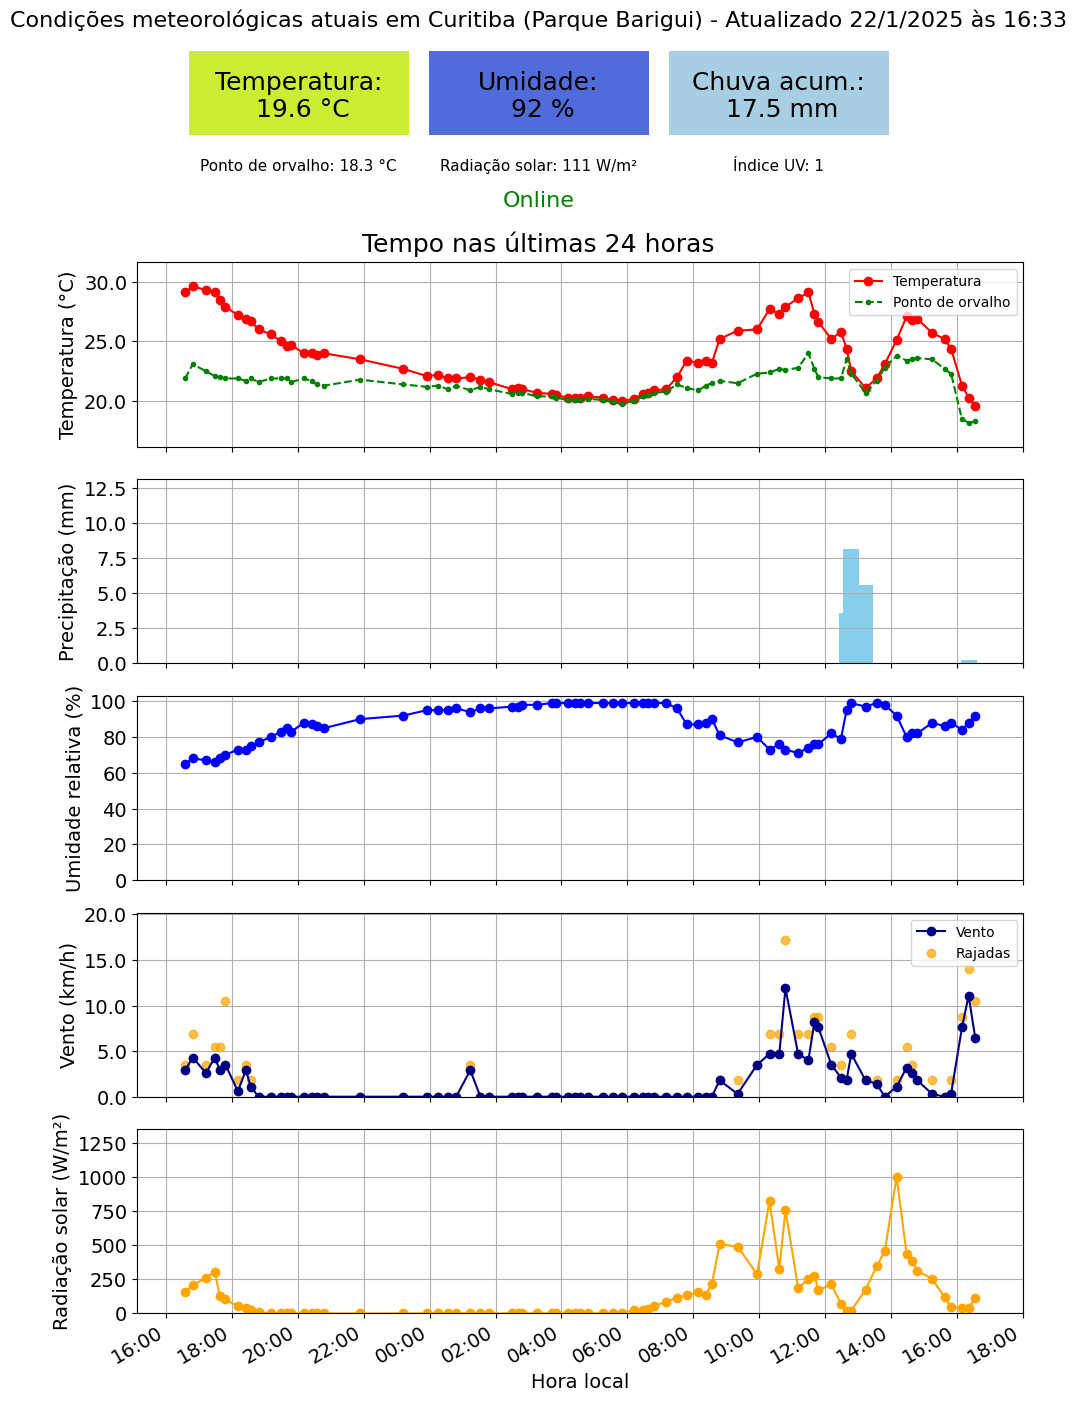 Condições meteorológicas atuais em Curitiba (Parque Barigui) - Atualizado 22/1/2025 às 16:33
Temperatura:
19.6 °C
Umidade:
92 %
Chuva acum.:
17.5 mm
Ponto de orvalho: 18.3 °C
Radiação solar: 111 W/m²
Índice UV: 1
Online
Tempo nas últimas 24 horas
Temperatura (°C)
30.0
25.0
20.0
Temperatura
Ponto de orvalho
Precipitação (mm)
12.5
10.0
7.5
5.0
2.5
0.0
Umidade relativa (%)
100
80
60
40
20
0
Vento (km/h)
20.0
15.0
10.0
5.0
0.0
Vento
Rajadas
Radiação solar (W/m²)
1250
1000
750
500
250
0
16:00
18:00
20:00
22:00
00:00
02:00
04:00
06:00
08:00
10:00
12:00
14:00
16:00
18:00
Hora local